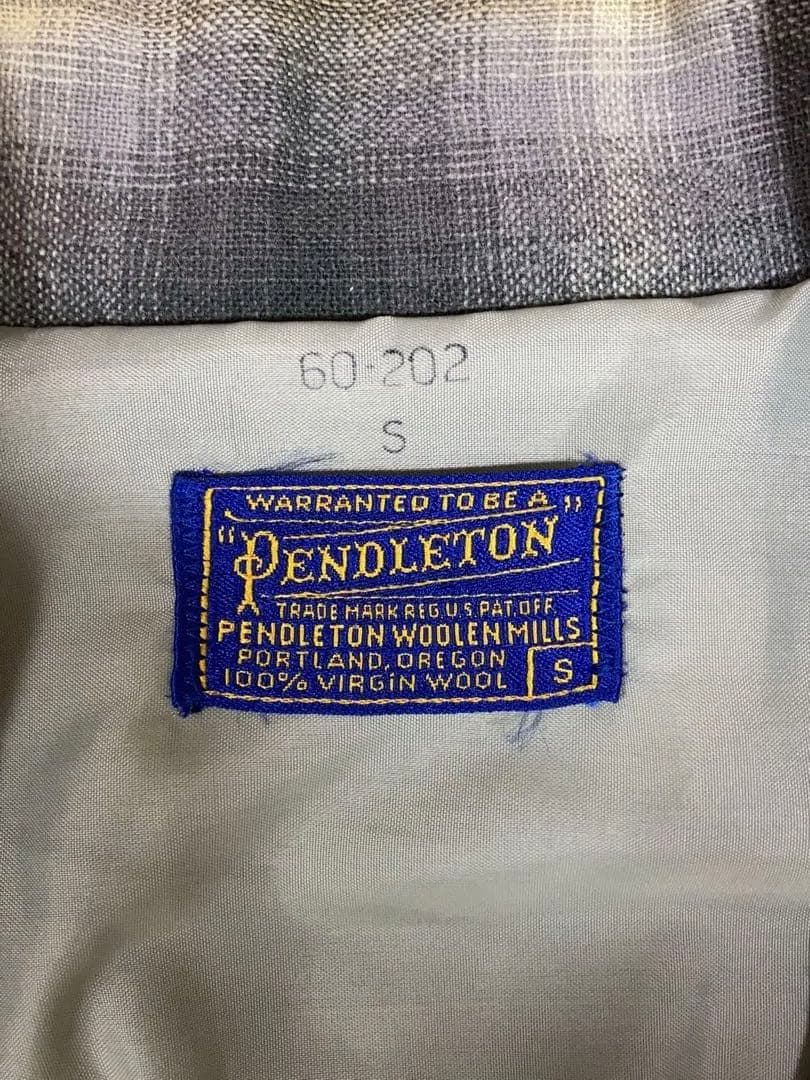 60-202
S
WARRANTED TO BE A
"PENDLETON"
TRADE MARK REG. U.S. PAT. OFF.
PENDLETON WOOLEN MILLS
PORTLAND, OREGON
100% VIRGIN WOOL
S